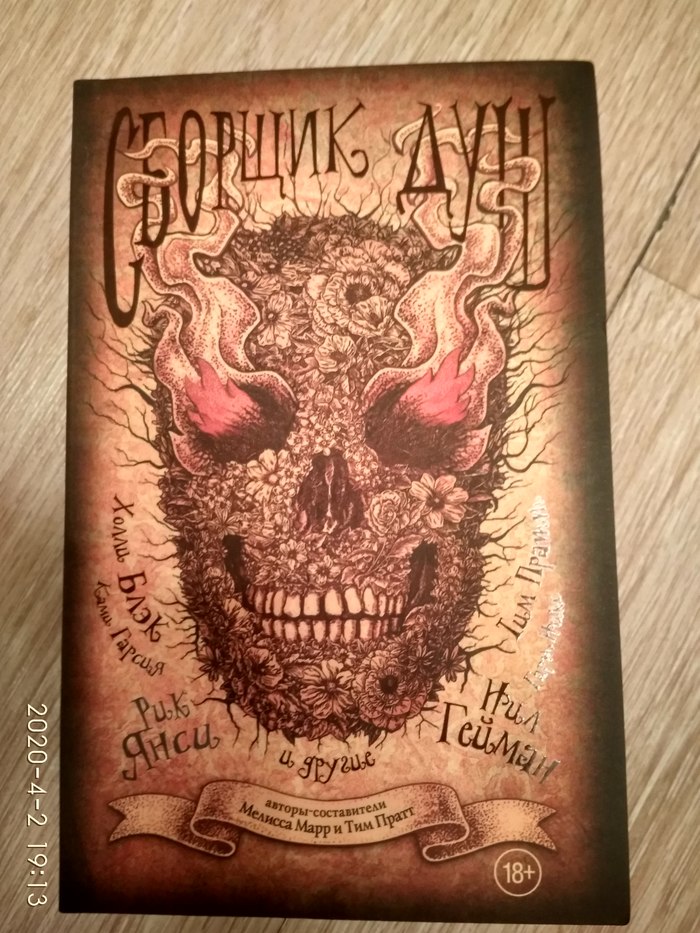 СБОРЩИК ДУШ
Холли
Блэк
Ками Гарсия
Рик
Янси
и другие
Тим Пратт
Нил
Гейман
авторы-составители
Мелисса Марр и Тим Пратт
18+
2020-4-2 19:13